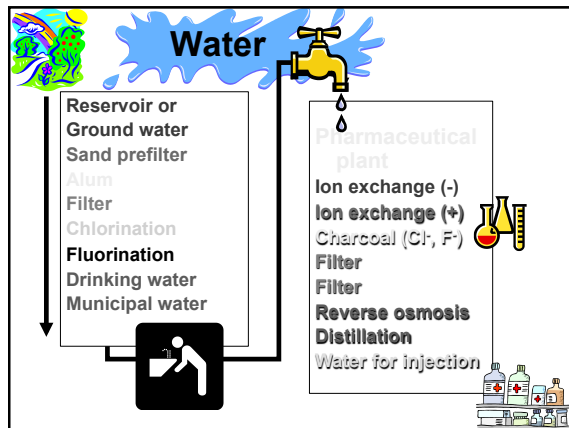 Water
Reservoir or
Ground water
Sand prefilter
Alum
Filter
Chlorination
Fluorination
Drinking water
Municipal water
Pharmaceutical
plant
Ion exchange (-)
Ion exchange (+)
Charcoal (Cl-, F-)
Filter
Filter
Reverse osmosis
Distillation
Water for injection